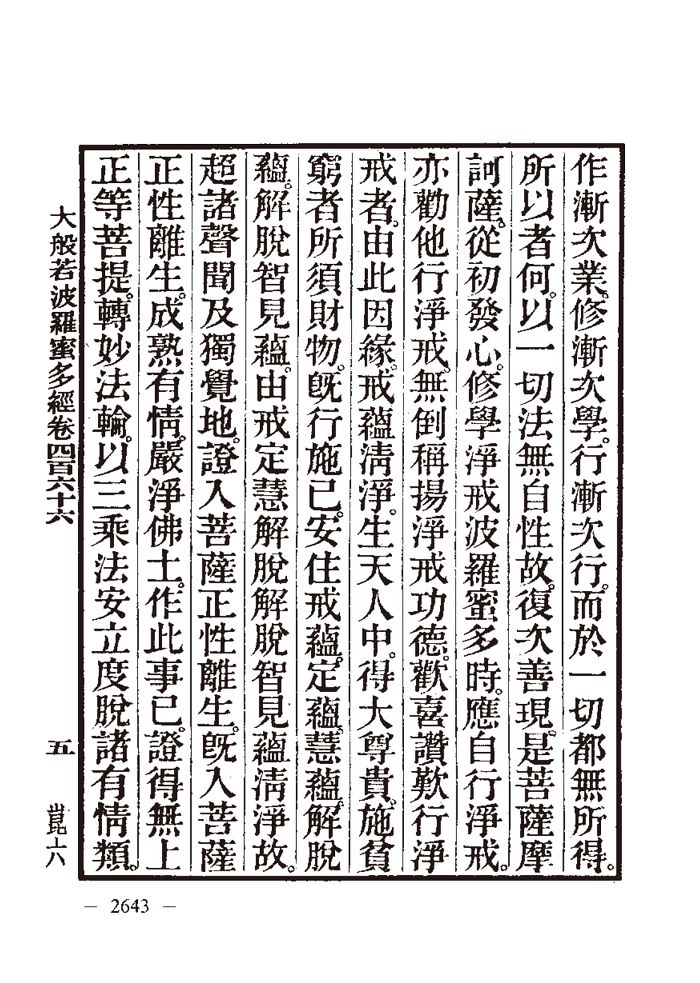 作漸次業。修漸次學。行漸次行。而於一切都無所得。
所以者何。以一切法無自性故。復次善現。是菩薩摩
訶薩。從初發心。修學淨戒波羅蜜多時。應自行淨戒。
亦勸他行淨戒。無倒稱揚淨戒功德。歡喜讚歎行淨
戒者。由此因緣。戒蘊清淨。生天人中。得大尊貴。施貧
窮者所須財物。旣行施已。安住戒蘊。定蘊。慧蘊。解脫
蘊。解脫智見蘊。由戒定慧解脫解脫智見蘊清淨故。
超諸聲聞及獨覺地。證入菩薩正性離生。旣入菩薩
正性離生。成熟有情。嚴淨佛土。作此事已。證得無上
正等菩提。轉妙法輪。以三乘法安立度脫諸有情類。
大般若波羅蜜多經卷四百六十六 五 崑六
— 2643 —